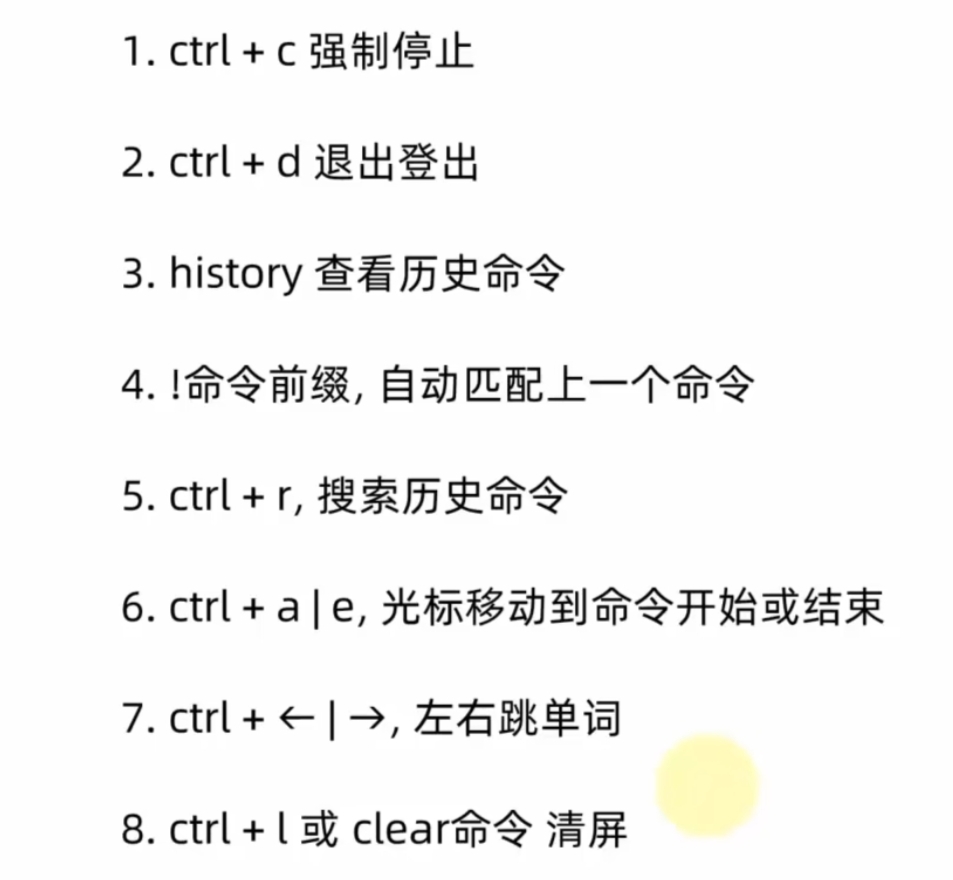 1. ctrl + c 强制停止
2. ctrl + d 退出登出
3. history 查看历史命令
4. !命令前缀, 自动匹配上一个命令
5. ctrl + r, 搜索历史命令
6. ctrl + a | e, 光标移动到命令开始或结束
7. ctrl + ← | →, 左右跳单词
8. ctrl + l 或 clear命令 清屏